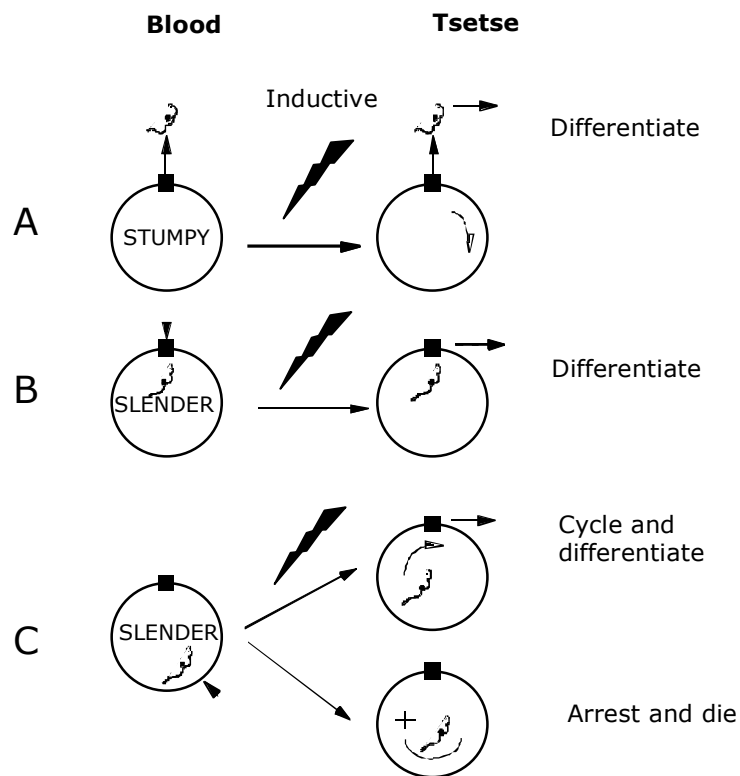 Blood
Tsetse
Inductive
Differentiate
A
STUMPY
B
SLENDER
Differentiate
C
SLENDER
Cycle and
differentiate
Arrest and die